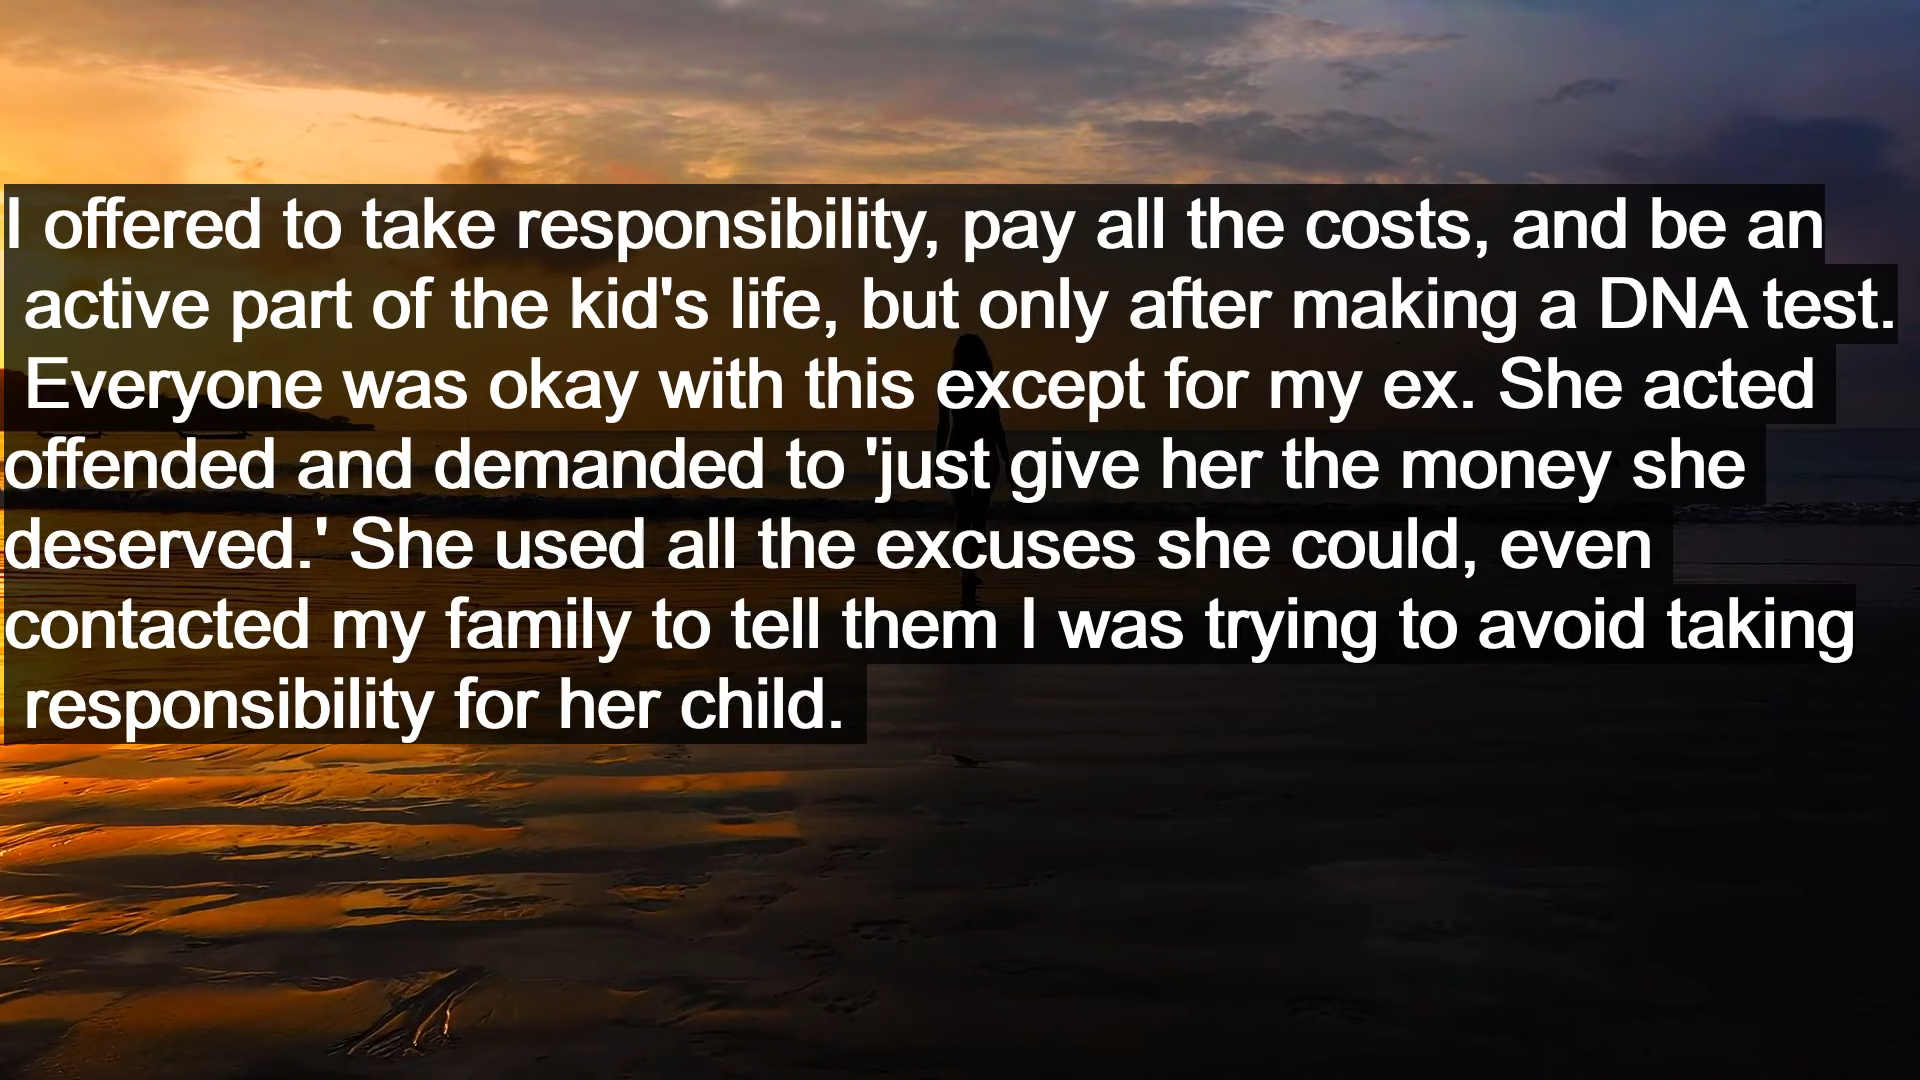 I offered to take responsibility, pay all the costs, and be an
active part of the kid's life, but only after making a DNA test.
Everyone was okay with this except for my ex. She acted
offended and demanded to 'just give her the money she
deserved.' She used all the excuses she could, even
contacted my family to tell them I was trying to avoid taking
responsibility for her child.